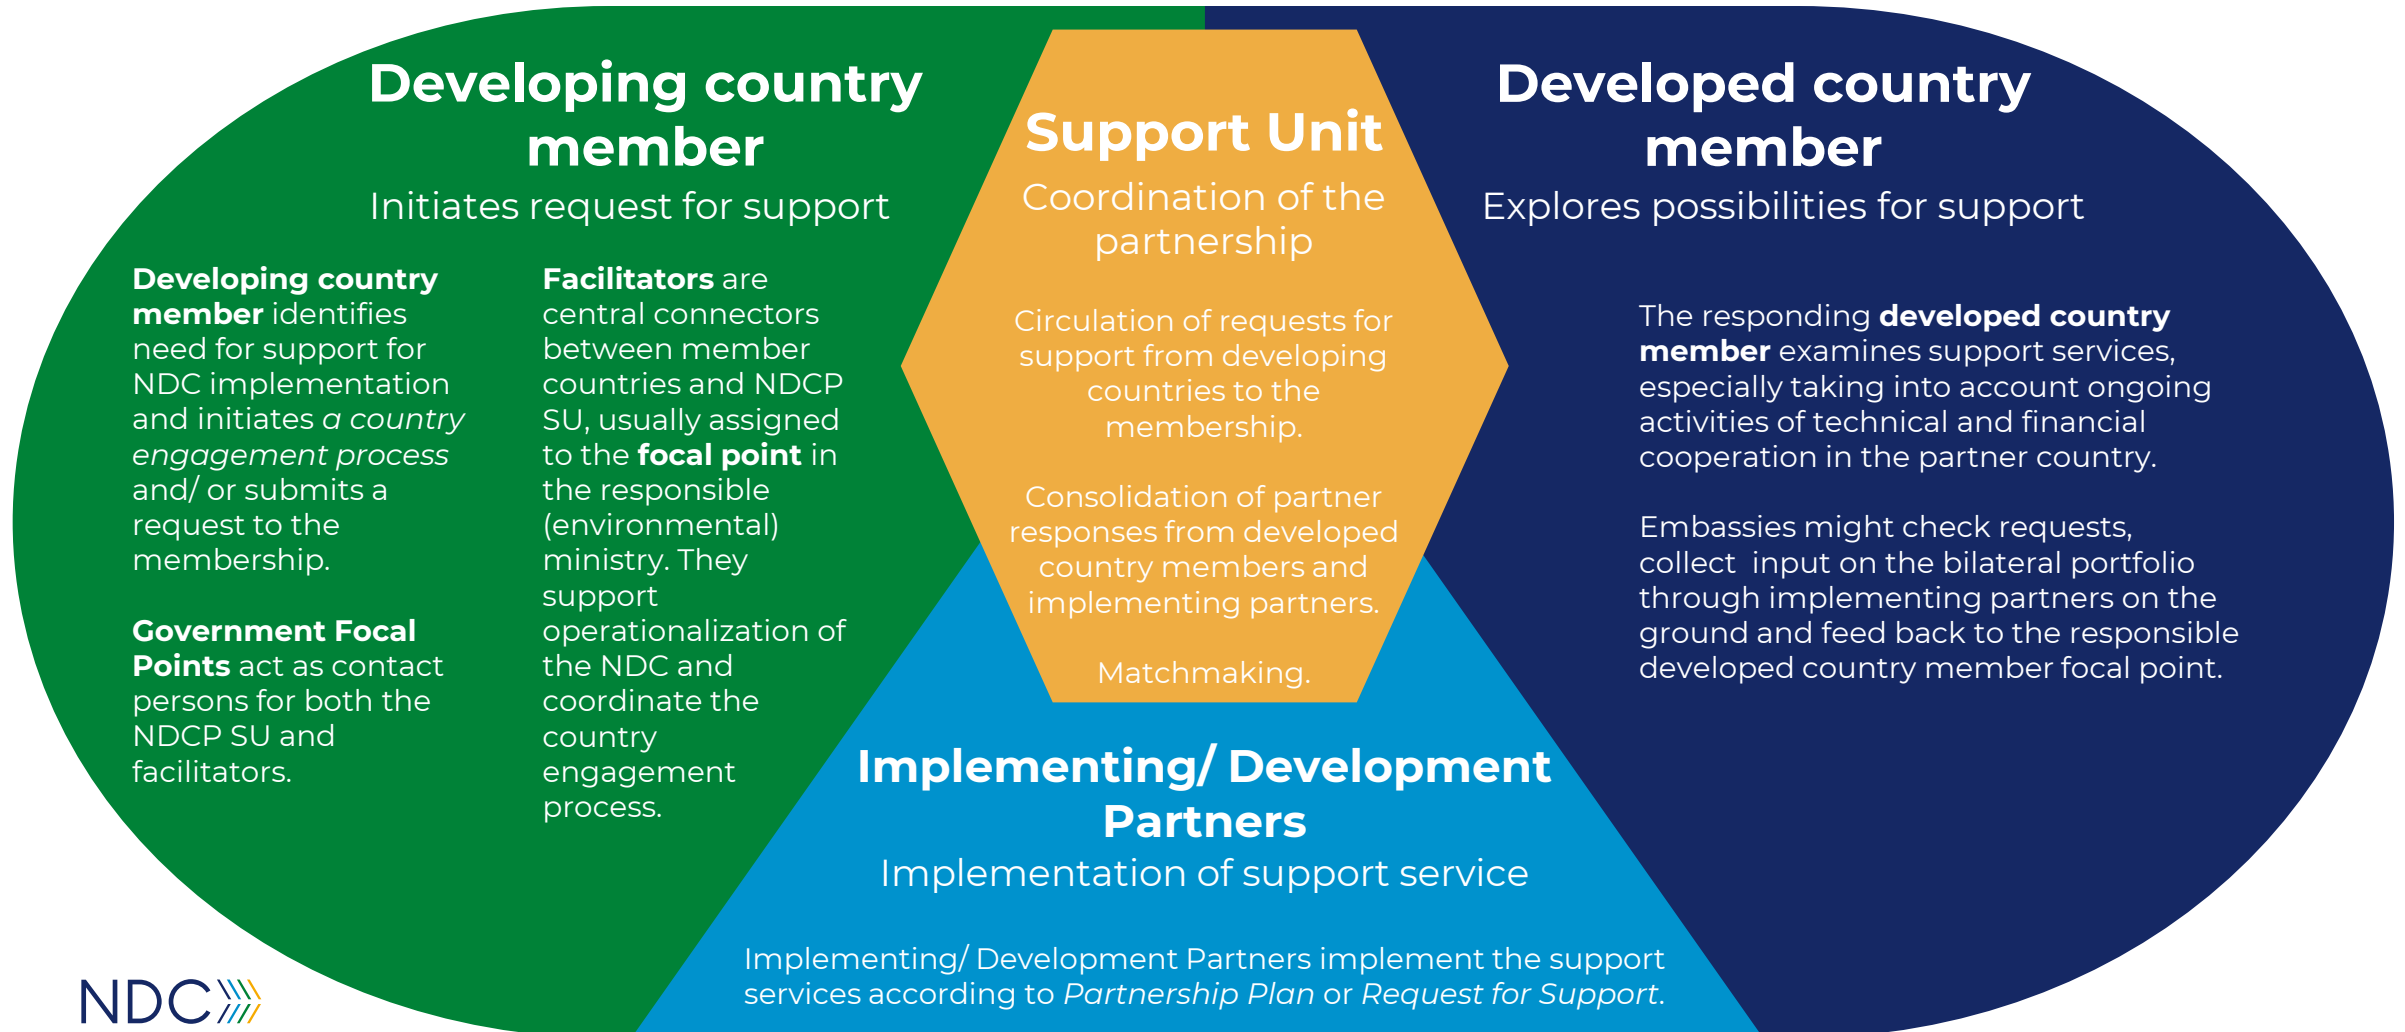 Developing country
member
Initiates request for support
Developing country
member identifies
need for support for
NDC implementation
and initiates a country
engagement process
and/ or submits a
request to the
membership.
Government Focal
Points act as contact
persons for both the
NDCP SU and
facilitators.
Facilitators are
central connectors
between member
countries and NDCP
SU, usually assigned
to the focal point in
the responsible
(environmental)
ministry. They
support
operationalization of
the NDC and
coordinate the
country
engagement
process.
Support Unit
Coordination of the
partnership
Circulation of requests for
support from developing
countries to the
membership.
Consolidation of partner
responses from developed
country members and
implementing partners.
Matchmaking.
Developed country
member
Explores possibilities for support
The responding developed country
member examines support services,
especially taking into account ongoing
activities of technical and financial
cooperation in the partner country.
Embassies might check requests,
collect  input on the bilateral portfolio
through implementing partners on the
ground and feed back to the responsible
developed country member focal point.
Implementing/ Development
Partners
Implementation of support service
Implementing/ Development Partners implement the support
services according to Partnership Plan or Request for Support.
NDC